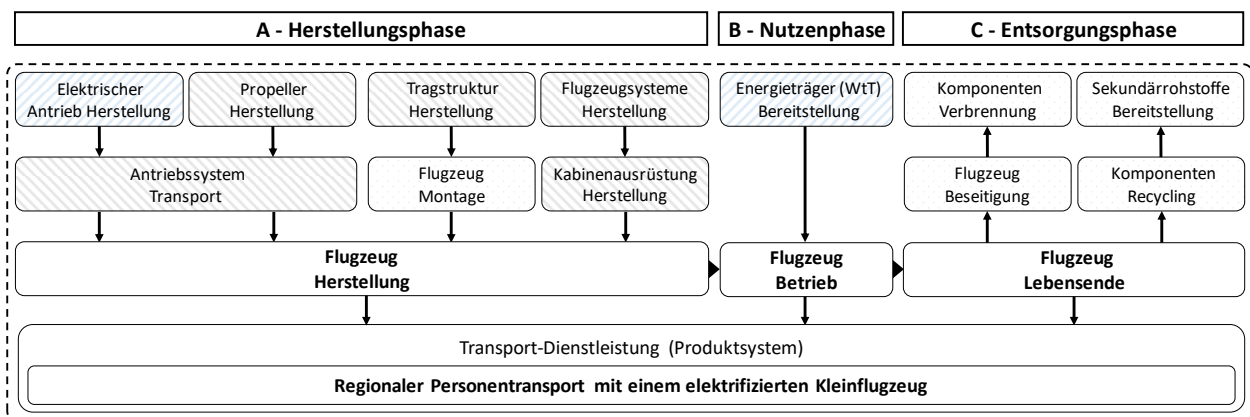 A - Herstellungsphase
B - Nutzenphase
C - Entsorgungsphase
Elektrischer
Antrieb Herstellung
Propeller
Herstellung
Tragstruktur
Herstellung
Flugzeugsysteme
Herstellung
Energieträger (WtT)
Bereitstellung
Komponenten
Verbrennung
Sekundärrohstoffe
Bereitstellung
Antriebssystem
Transport
Flugzeug
Montage
Kabinenausrüstung
Herstellung
Flugzeug
Beseitigung
Komponenten
Recycling
Flugzeug
Herstellung
Flugzeug
Betrieb
Flugzeug
Lebensende
Transport-Dienstleistung (Produktsystem)
Regionaler Personentransport mit einem elektrifizierten Kleinflugzeug